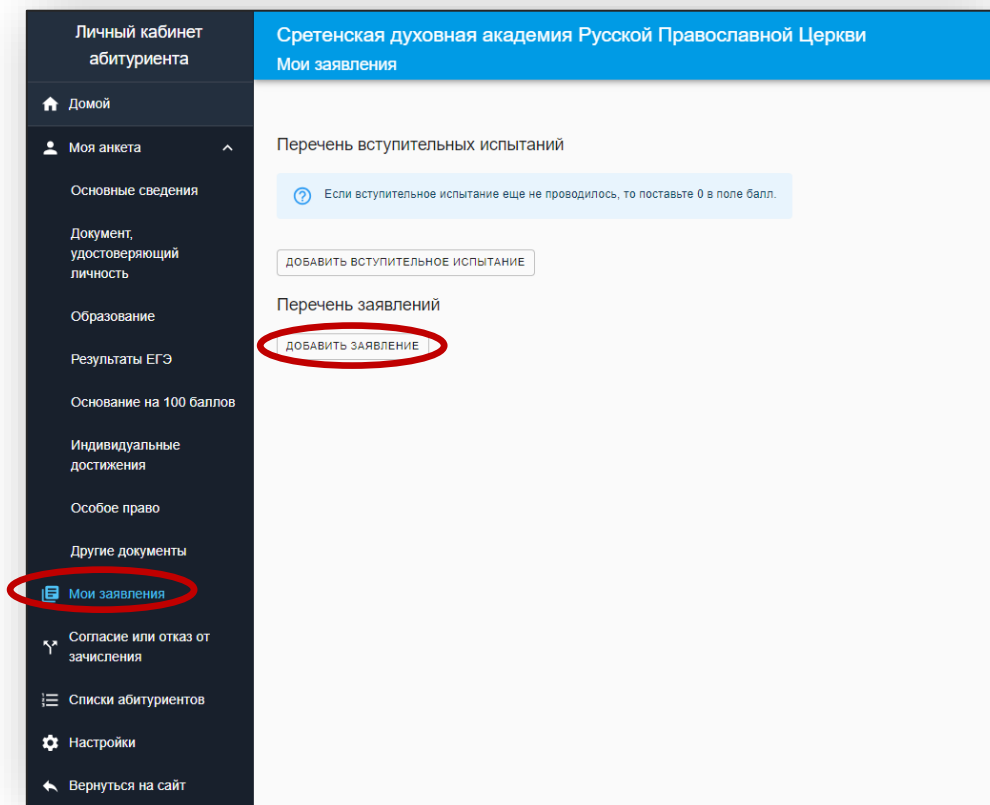 Личный кабинет
абитуриента
Домой
Моя анкета
Основные сведения
Документ,
удостоверяющий
личность
Образование
Результаты ЕГЭ
Основание на 100 баллов
Индивидуальные
достижения
Особое право
Другие документы
Мои заявления
Согласие или отказ от
зачисления
Списки абитуриентов
Настройки
Вернуться на сайт
Сретенская духовная академия Русской Православной Церкви
Мои заявления
Перечень вступительных испытаний
Если вступительное испытание еще не проводилось, то поставьте 0 в поле балл.
ДОБАВИТЬ ВСТУПИТЕЛЬНОЕ ИСПЫТАНИЕ
Перечень заявлений
ДОБАВИТЬ ЗАЯВЛЕНИЕ